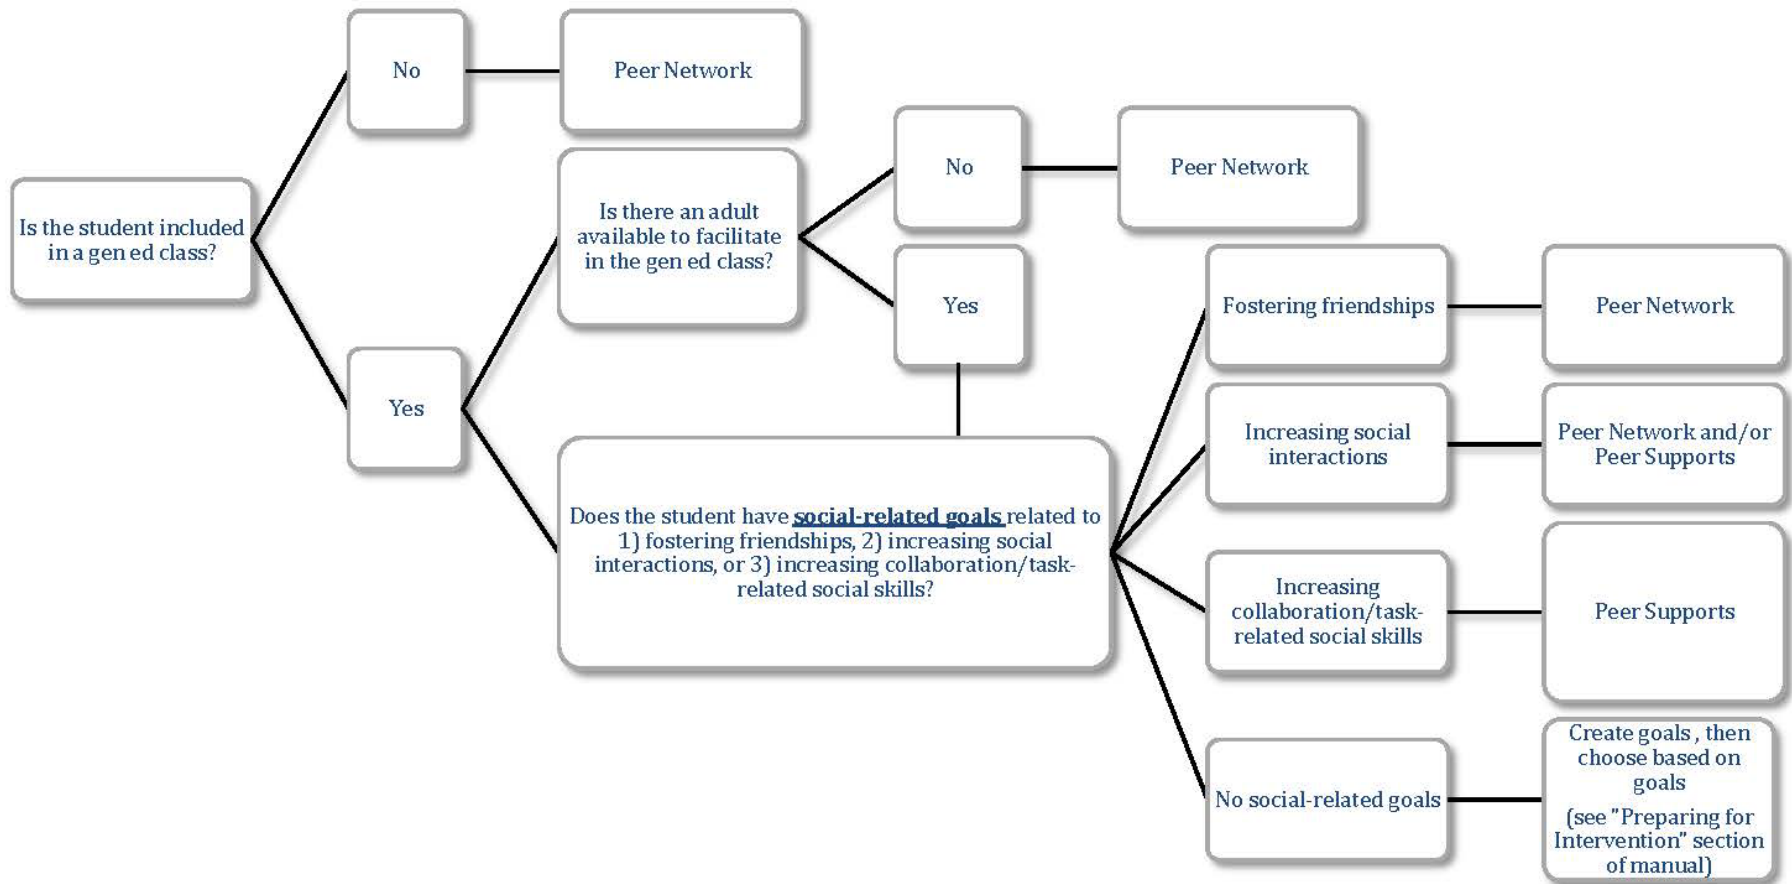 Is the student included
in a gen ed class?
No
Peer Network
Yes
Is there an adult
available to facilitate
in the gen ed class?
No
Peer Network
Yes
Does the student have social-related goals related to
1) fostering friendships, 2) increasing social
interactions, or 3) increasing collaboration/task-
related social skills?
Fostering friendships
Peer Network
Increasing social
interactions
Peer Network and/or
Peer Supports
Increasing
collaboration/task-
related social skills
Peer Supports
No social-related goals
Create goals , then
choose based on
goals
(see "Preparing for
Intervention" section
of manual)